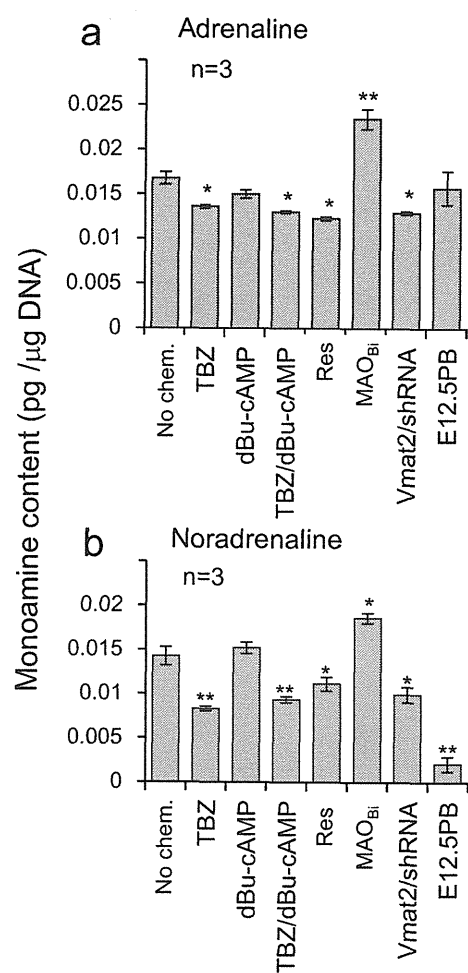 Monoamine content (pg /µg DNA)
a Adrenaline
n=3
0.025
0.02
0.015
0.01
0.005
0
* * * ** *
No chem.
TBZ
dBu-cAMP
TBZ/dBu-cAMP
Res
MAOBi
Vmat2/shRNA
E12.5PB
b Noradrenaline
n=3
0.02
0.015
0.01
0.005
0
** ** * * * **
No chem.
TBZ
dBu-cAMP
TBZ/dBu-cAMP
Res
MAOBi
Vmat2/shRNA
E12.5PB